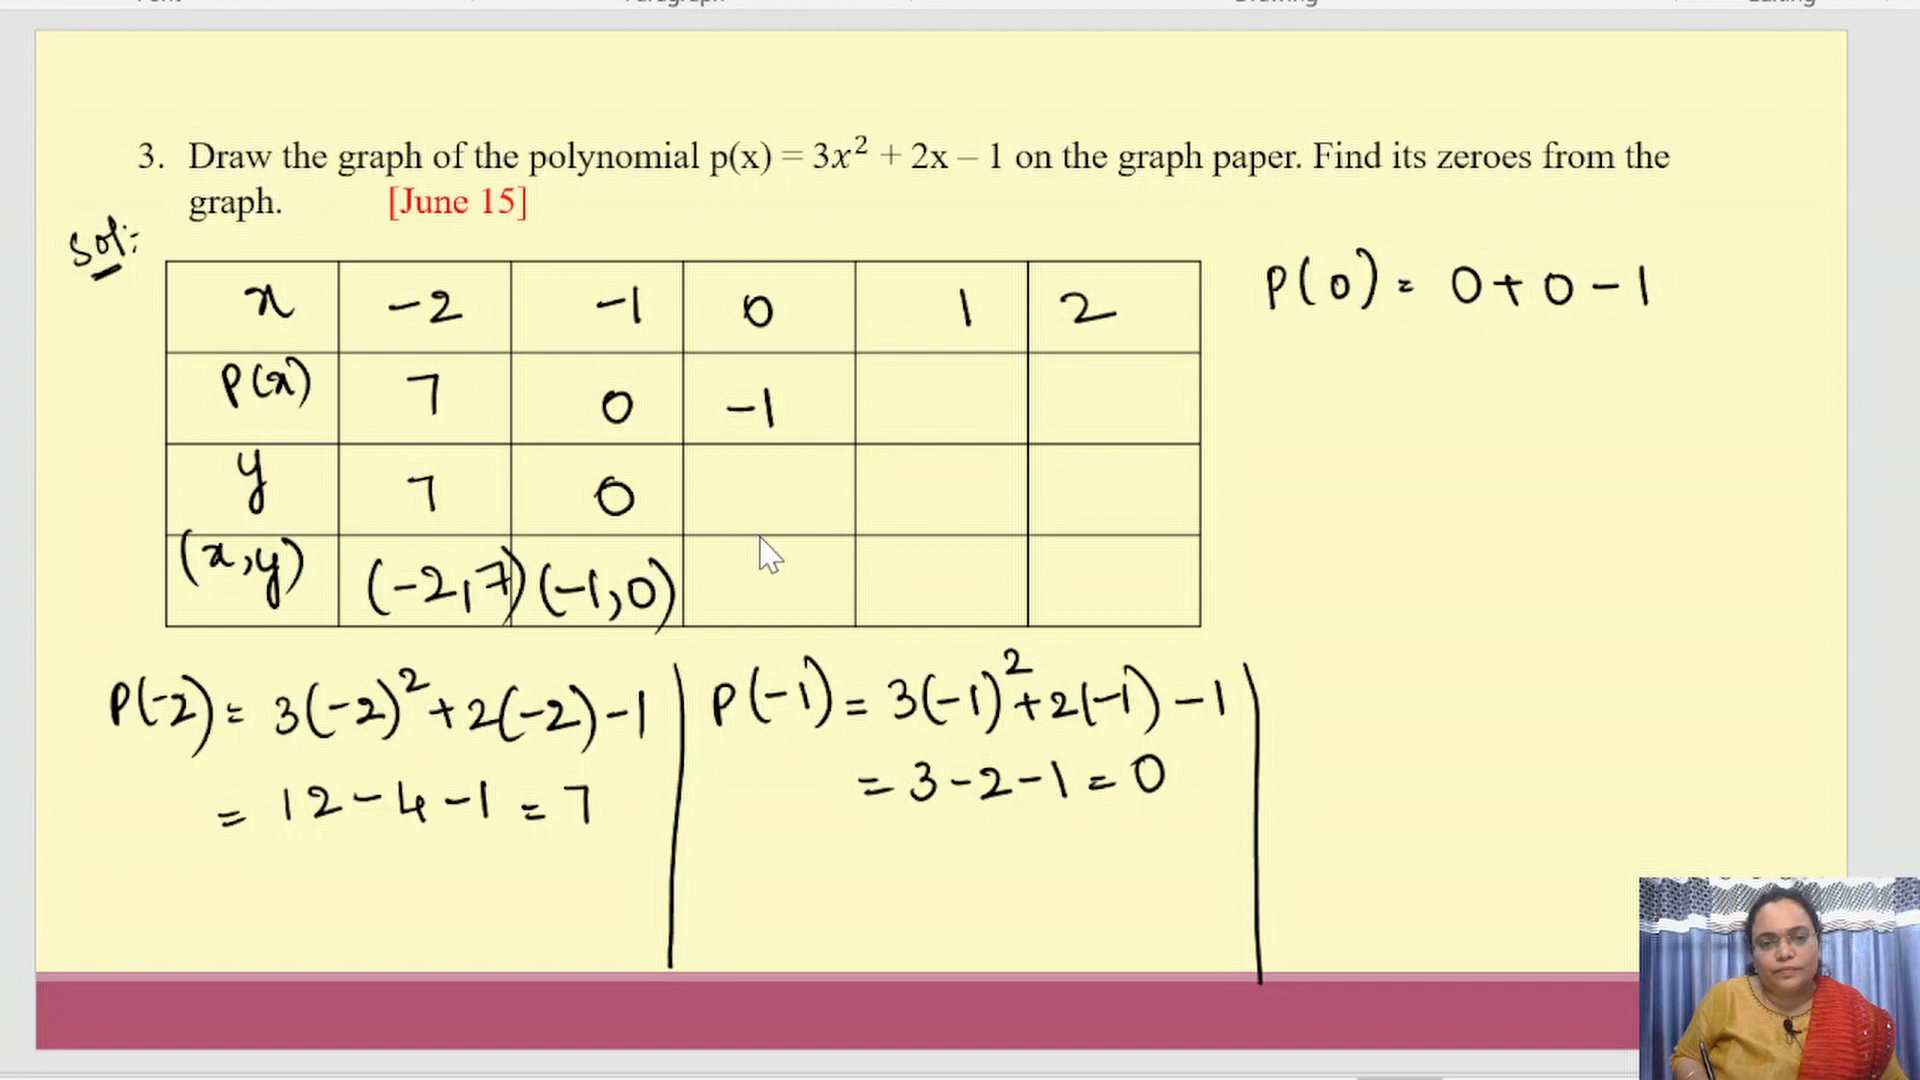 3. Draw the graph of the polynomial p(x) = 3x² + 2x – 1 on the graph paper. Find its zeroes from the
graph. [June 15]
Sol:-
x -2 -1 0 1 2
P(x) 7 0 -1
y 7 0
(x,y) (-2,7) (-1,0)
P(0) = 0+0-1
P(-2) = 3(-2)²+2(-2)-1
= 12-4-1 = 7
P(-1) = 3(-1)²+2(-1)-1
= 3-2-1 = 0